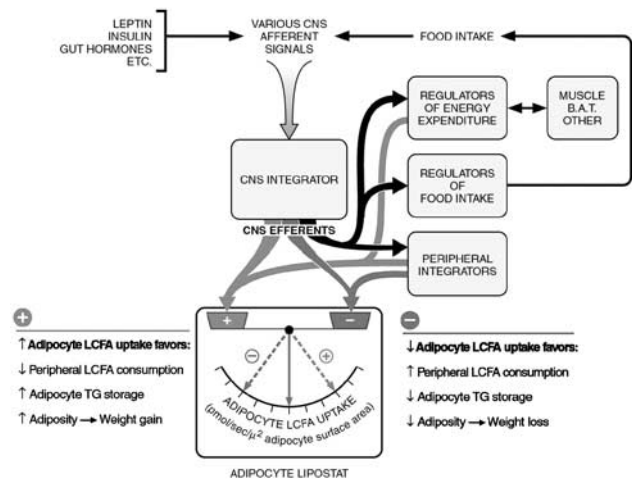 LEPTIN
INSULIN
GUT HORMONES
ETC.
VARIOUS CNS
AFFERENT
SIGNALS
FOOD INTAKE
REGULATORS
OF ENERGY
EXPENDITURE
MUSCLE
B.A.T.
OTHER
CNS INTEGRATOR
REGULATORS
OF
FOOD INTAKE
CNS EFFERENTS
PERIPHERAL
INTEGRATORS
+
↑ Adipocyte LCFA uptake favors:
↓ Peripheral LCFA consumption
↑ Adipocyte TG storage
↑ Adiposity → Weight gain
+
−
−
+
ADIPOCYTE LCFA UPTAKE
(pmol/sec/µ² adipocyte surface area)
ADIPOCYTE LIPOSTAT
−
↓ Adipocyte LCFA uptake favors:
↑ Peripheral LCFA consumption
↓ Adipocyte TG storage
↓ Adiposity → Weight loss